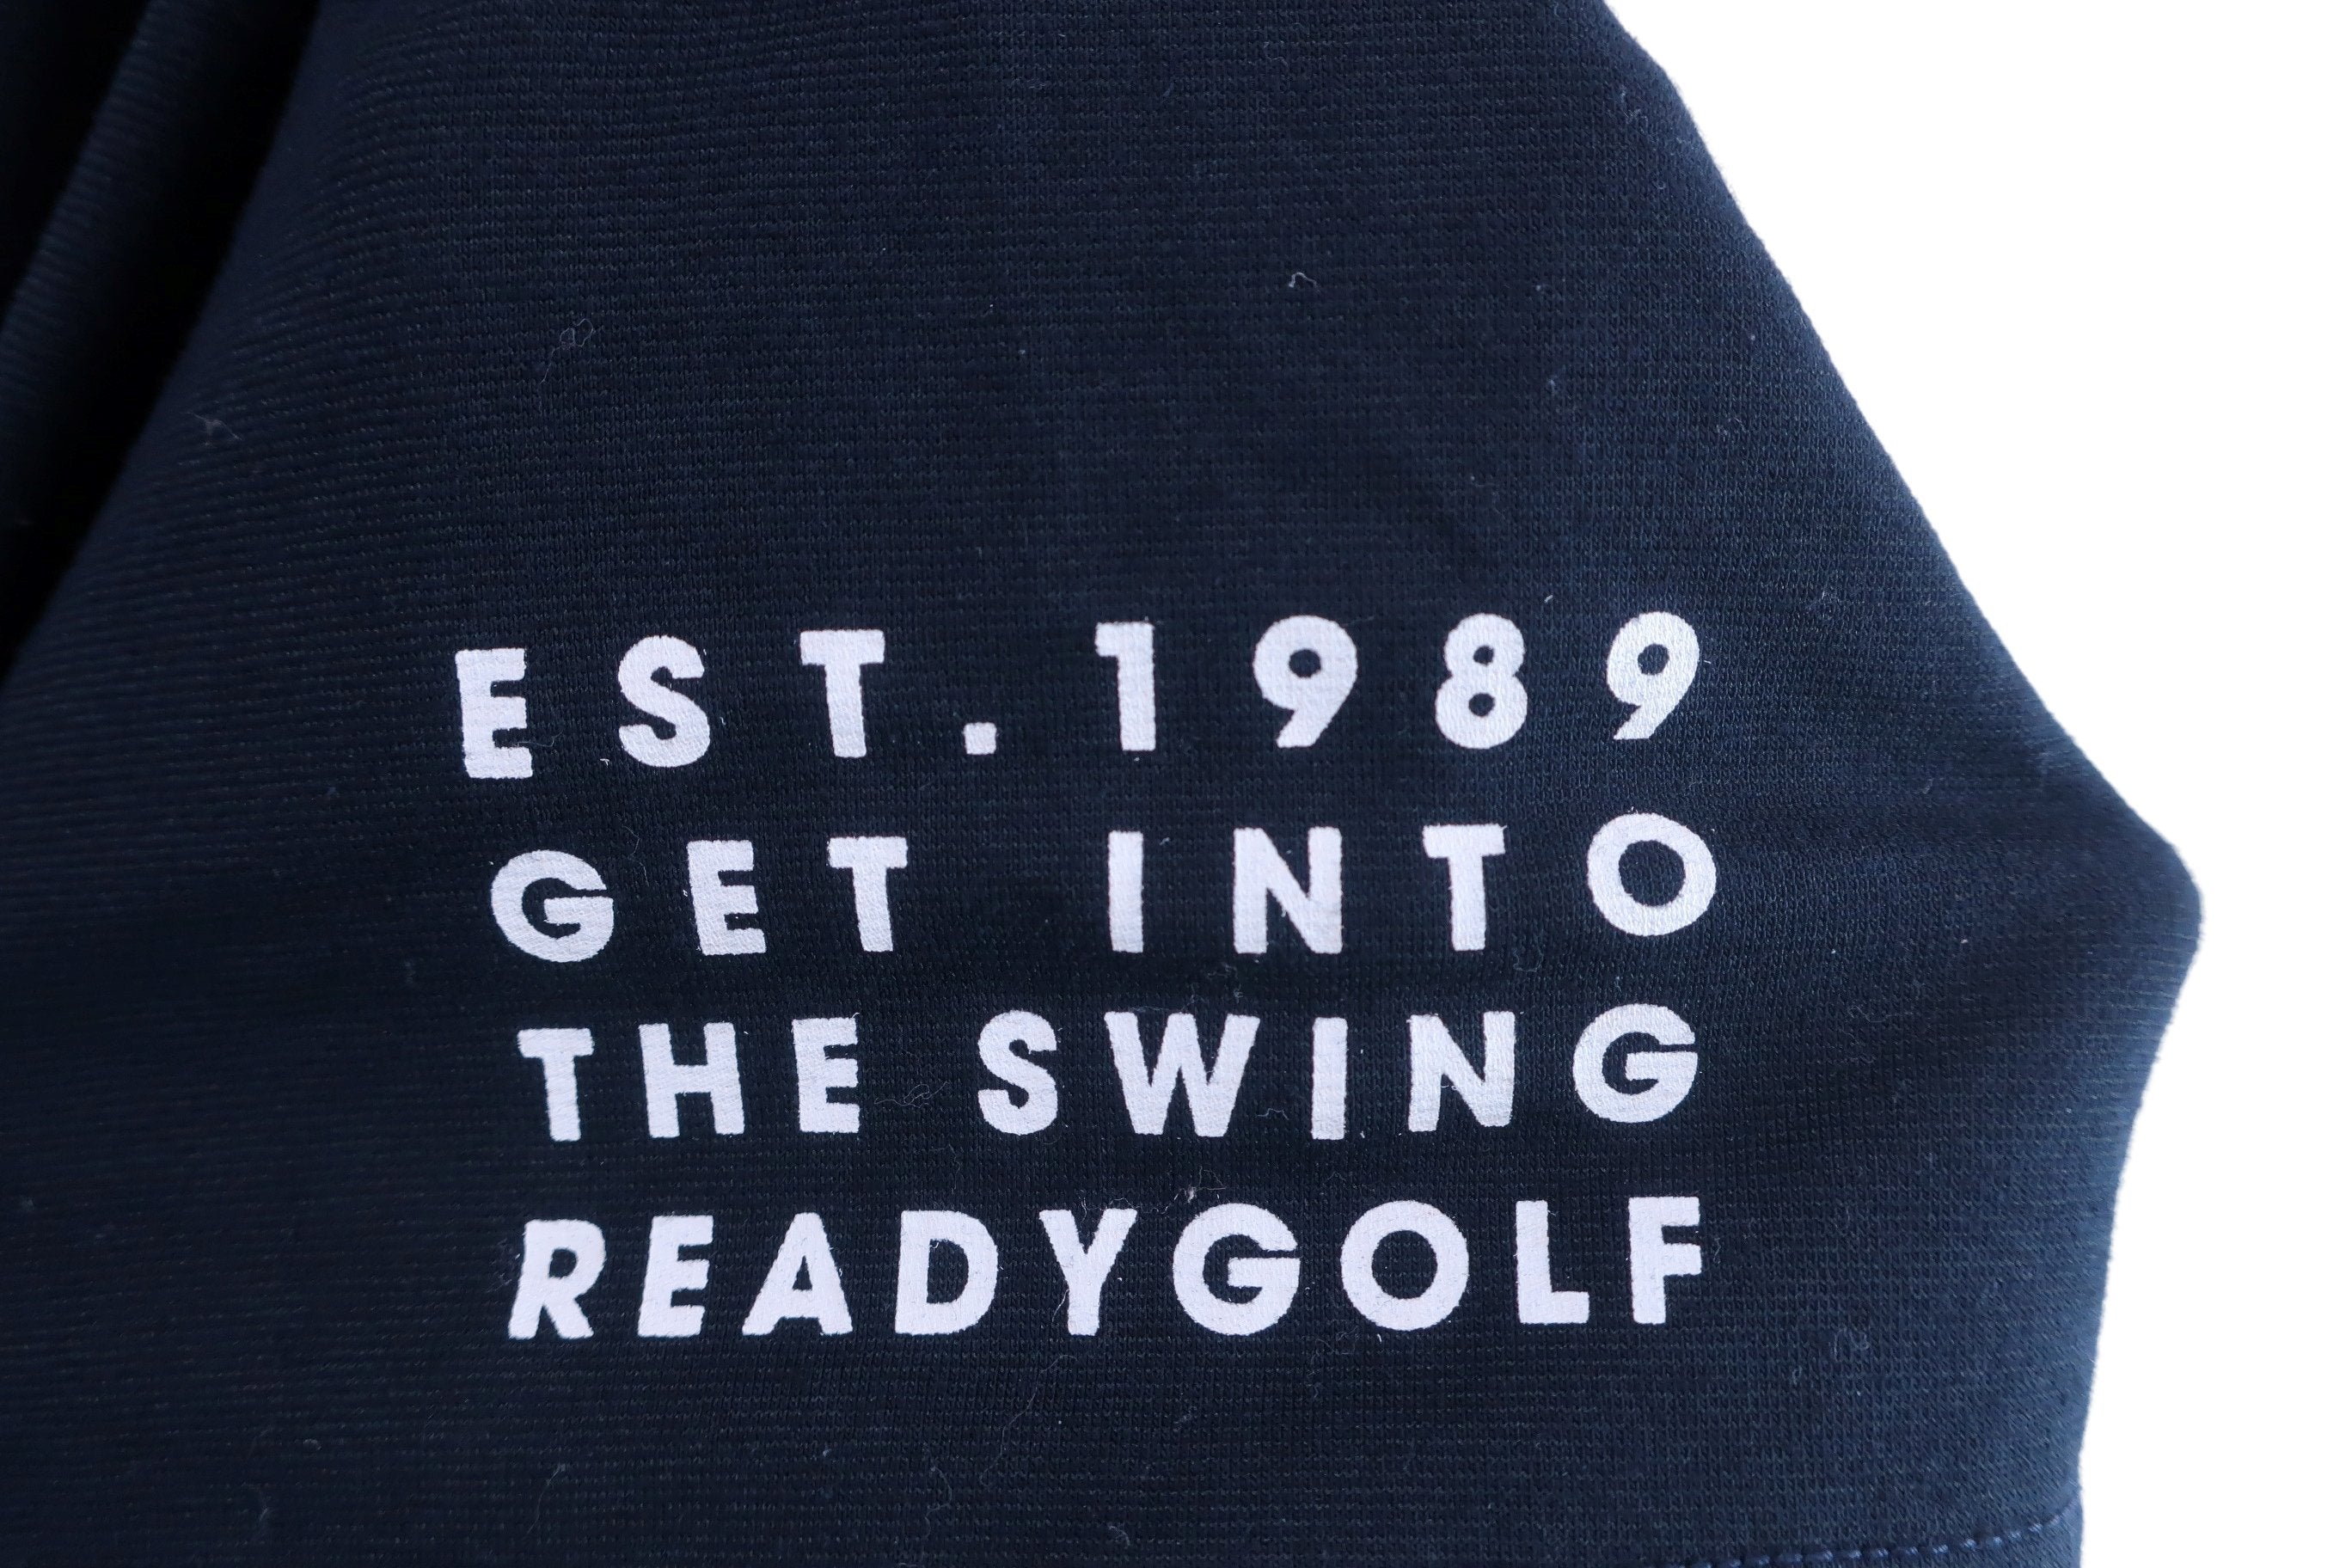 EST.1989
GET INTO
THE SWING
READYGOLF